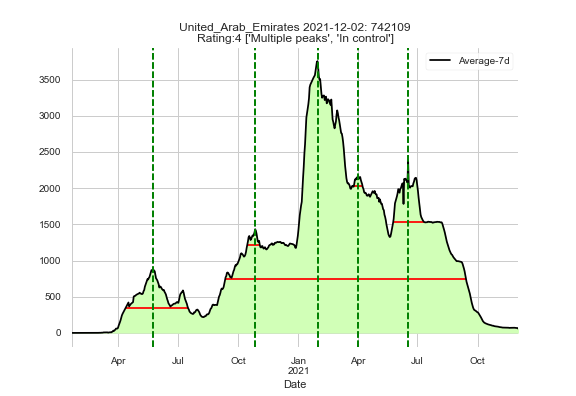 United_Arab_Emirates 2021-12-02: 742109
Rating:4 ['Multiple peaks', 'In control']
Average-7d
3500
3000
2500
2000
1500
1000
500
0
Apr
Jul
Oct
Jan
2021
Apr
Jul
Oct
Date